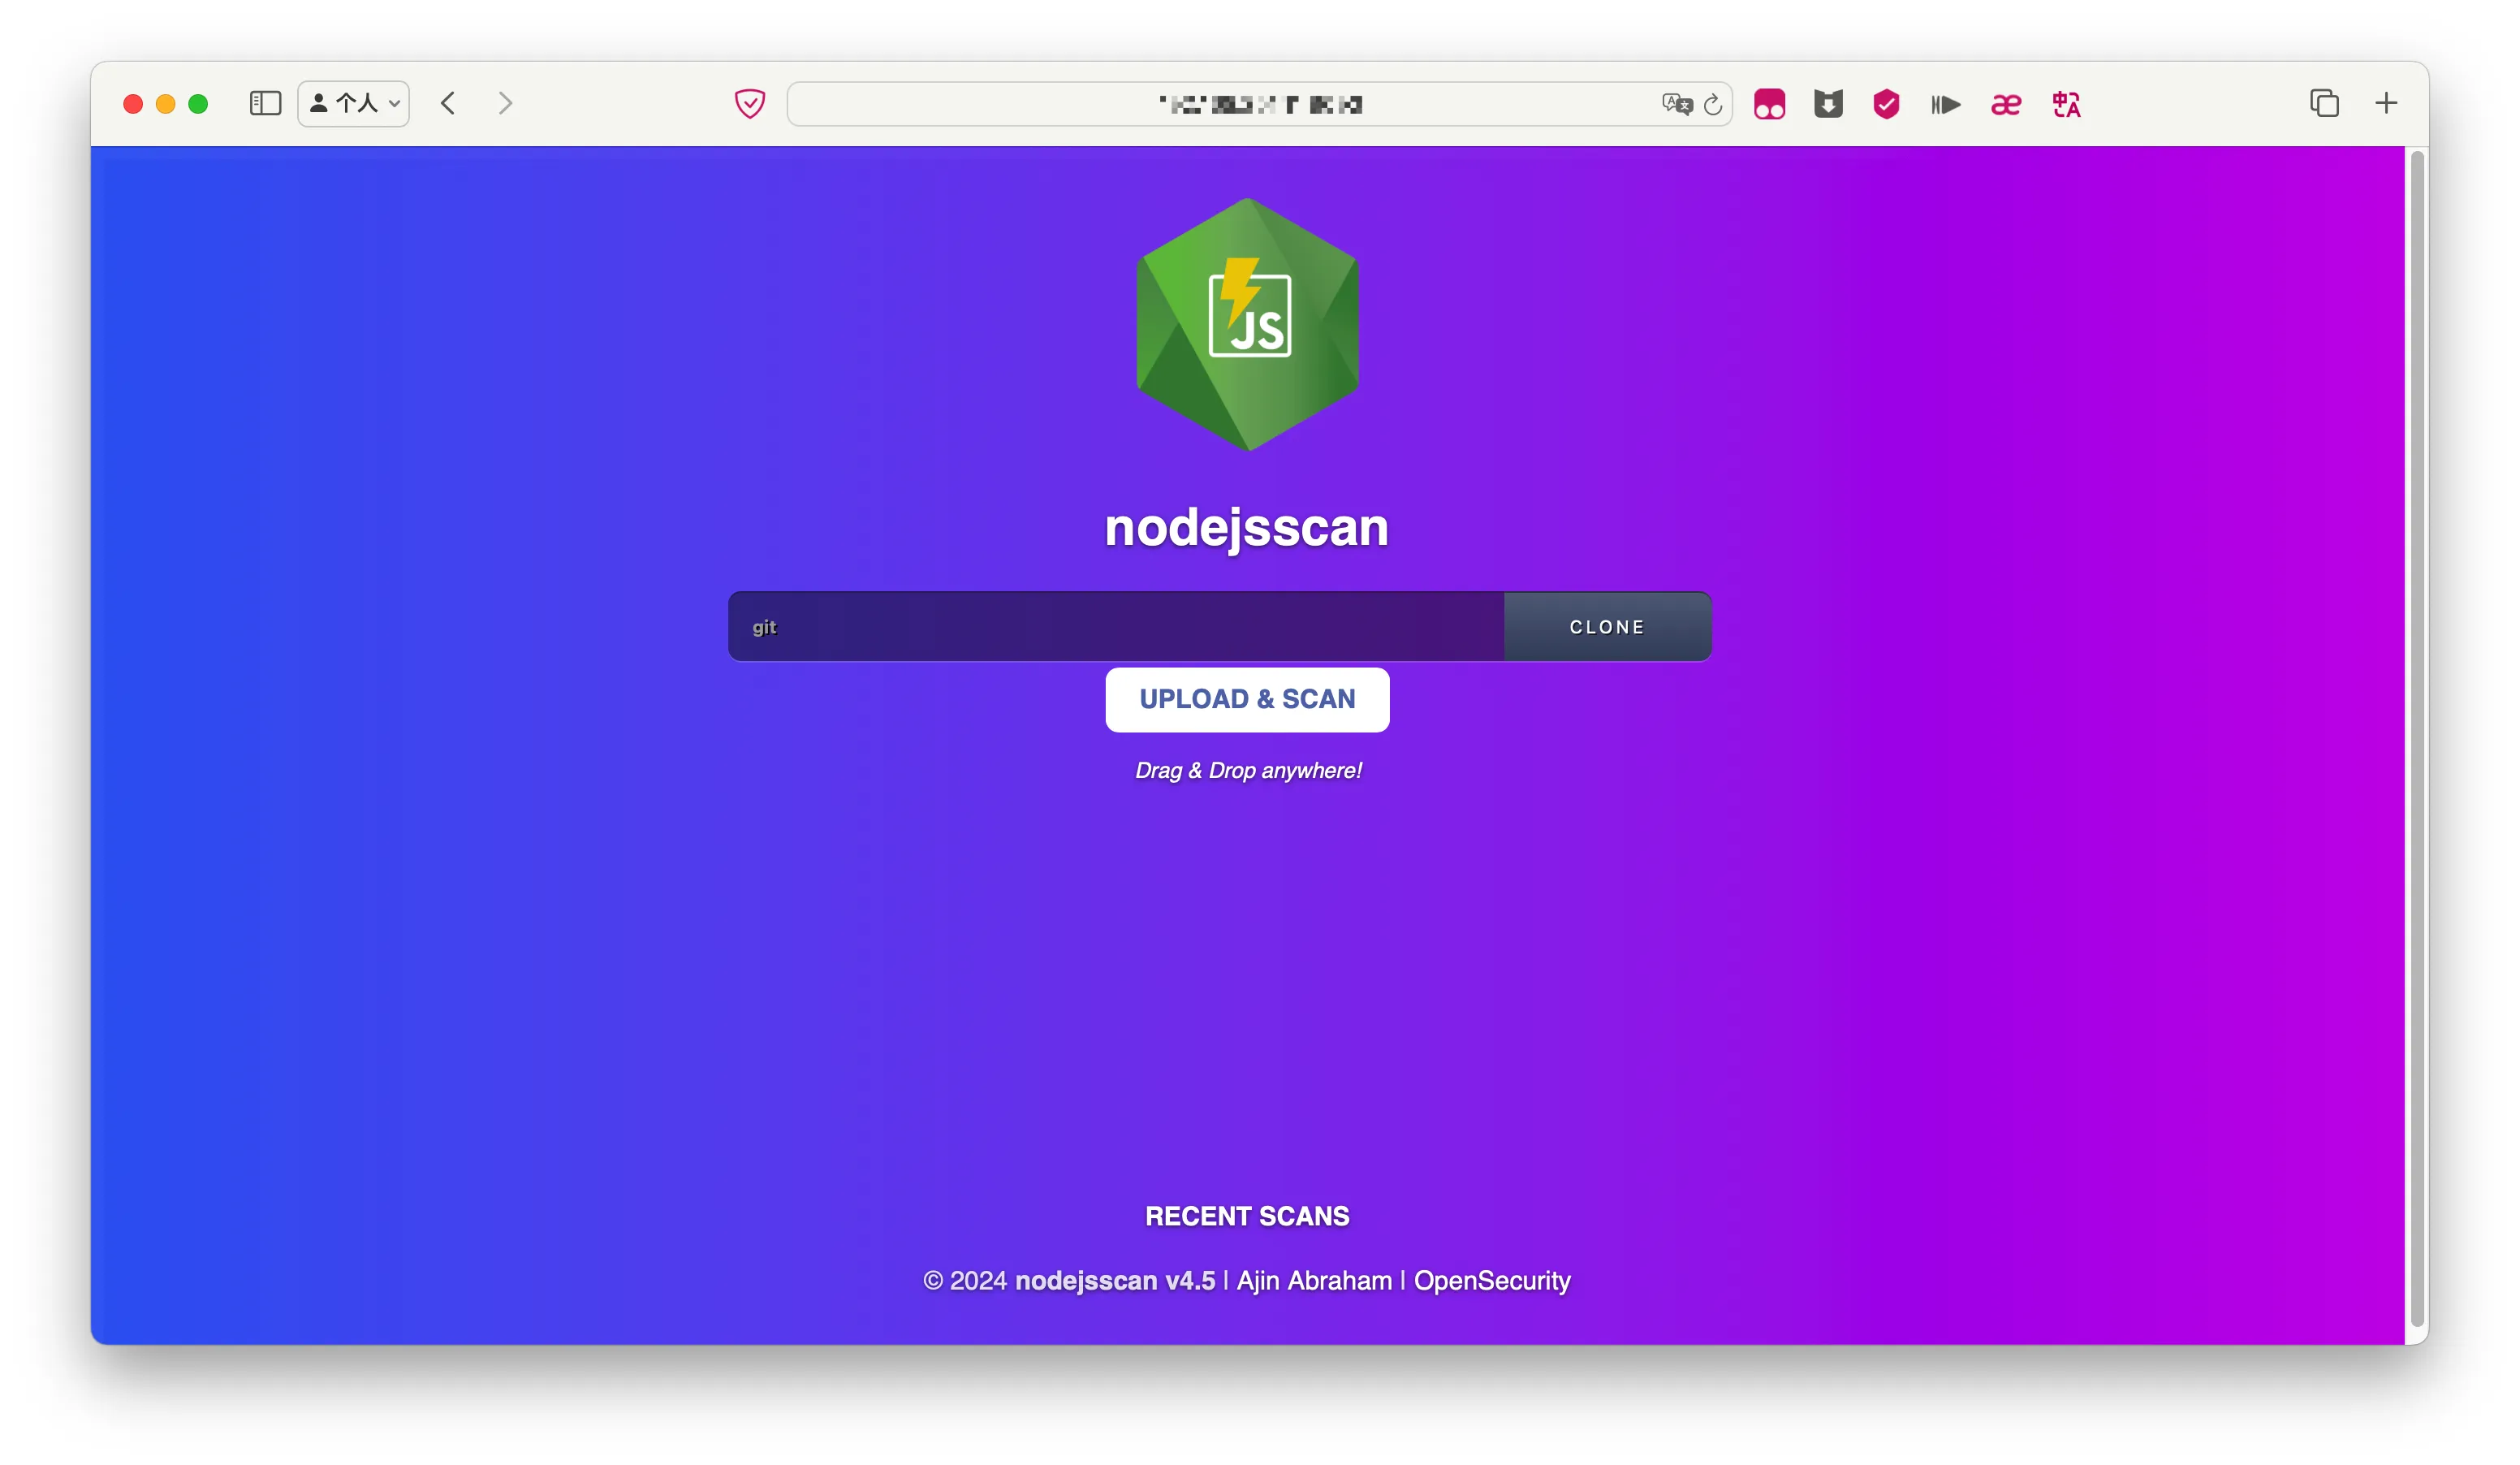 个人
JS
nodejsscan
git
CLONE
UPLOAD & SCAN
Drag & Drop anywhere!
RECENT SCANS
© 2024 nodejsscan v4.5 | Ajin Abraham | OpenSecurity